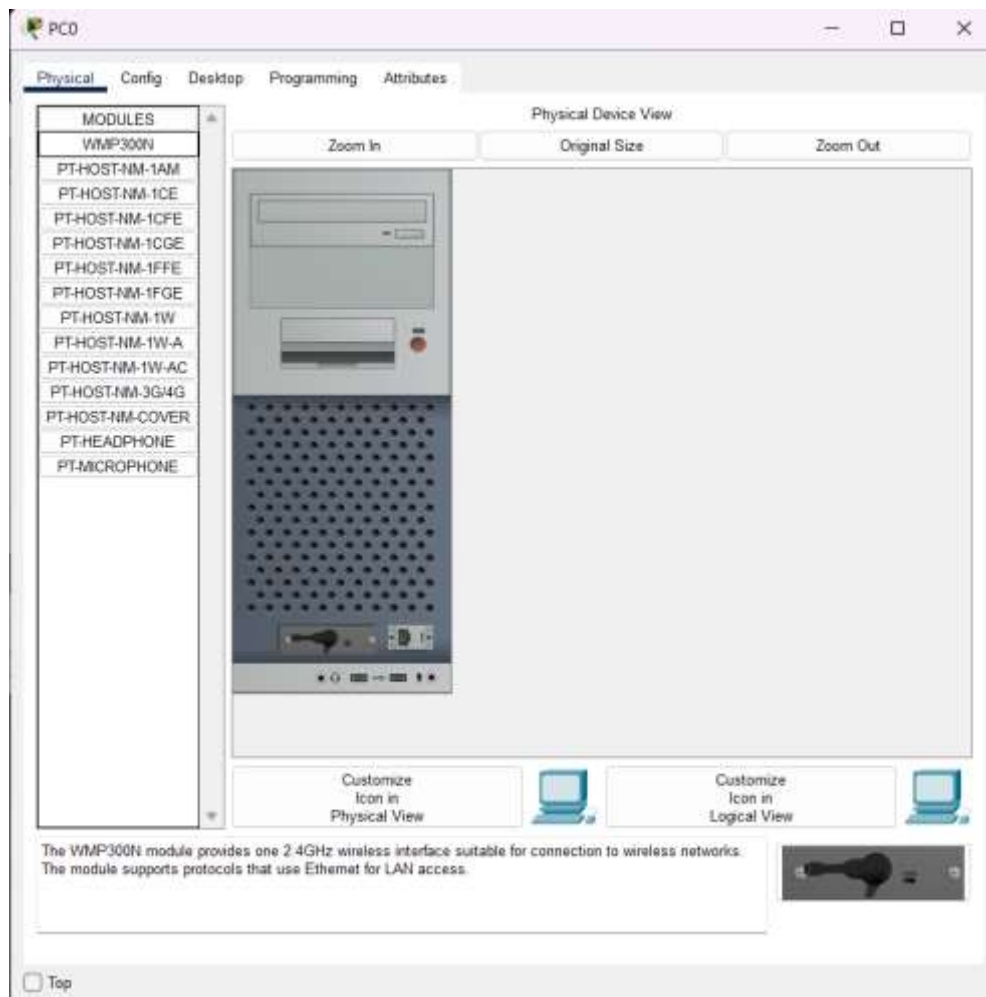 PC0
Physical Config Desktop Programming Attributes
MODULES
WMP300N
PT-HOST-NM-1AM
PT-HOST-NM-1CE
PT-HOST-NM-1CFE
PT-HOST-NM-1CGE
PT-HOST-NM-1FFE
PT-HOST-NM-1FGE
PT-HOST-NM-1W
PT-HOST-NM-1W-A
PT-HOST-NM-1W-AC
PT-HOST-NM-3G/4G
PT-HOST-NM-COVER
PT-HEADPHONE
PT-MICROPHONE
Physical Device View
Zoom In Original Size Zoom Out
Customize
Icon in
Physical View
Customize
Icon in
Logical View
The WMP300N module provides one 2.4GHz wireless interface suitable for connection to wireless networks.
The module supports protocols that use Ethernet for LAN access.
Top